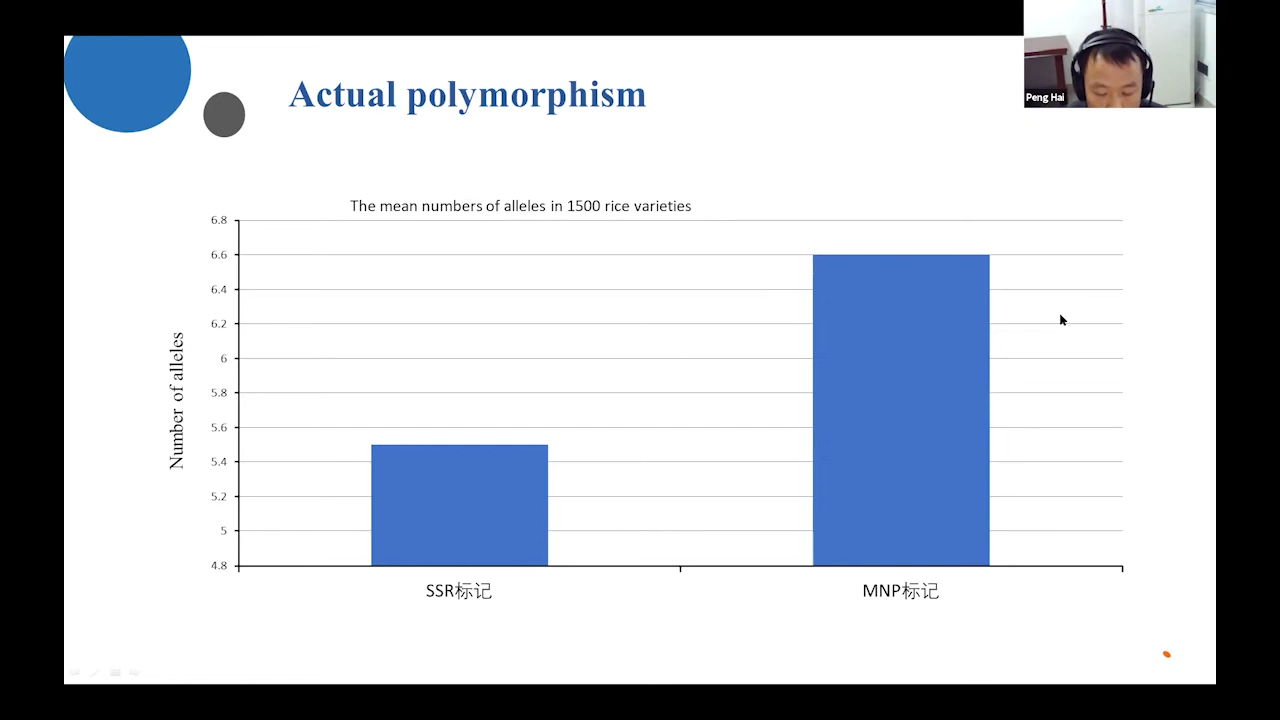 Actual polymorphism
Peng Hai
The mean numbers of alleles in 1500 rice varieties
6.8
6.6
6.4
6.2
6
5.8
5.6
5.4
5.2
5
4.8
Number of alleles
SSR标记
MNP标记